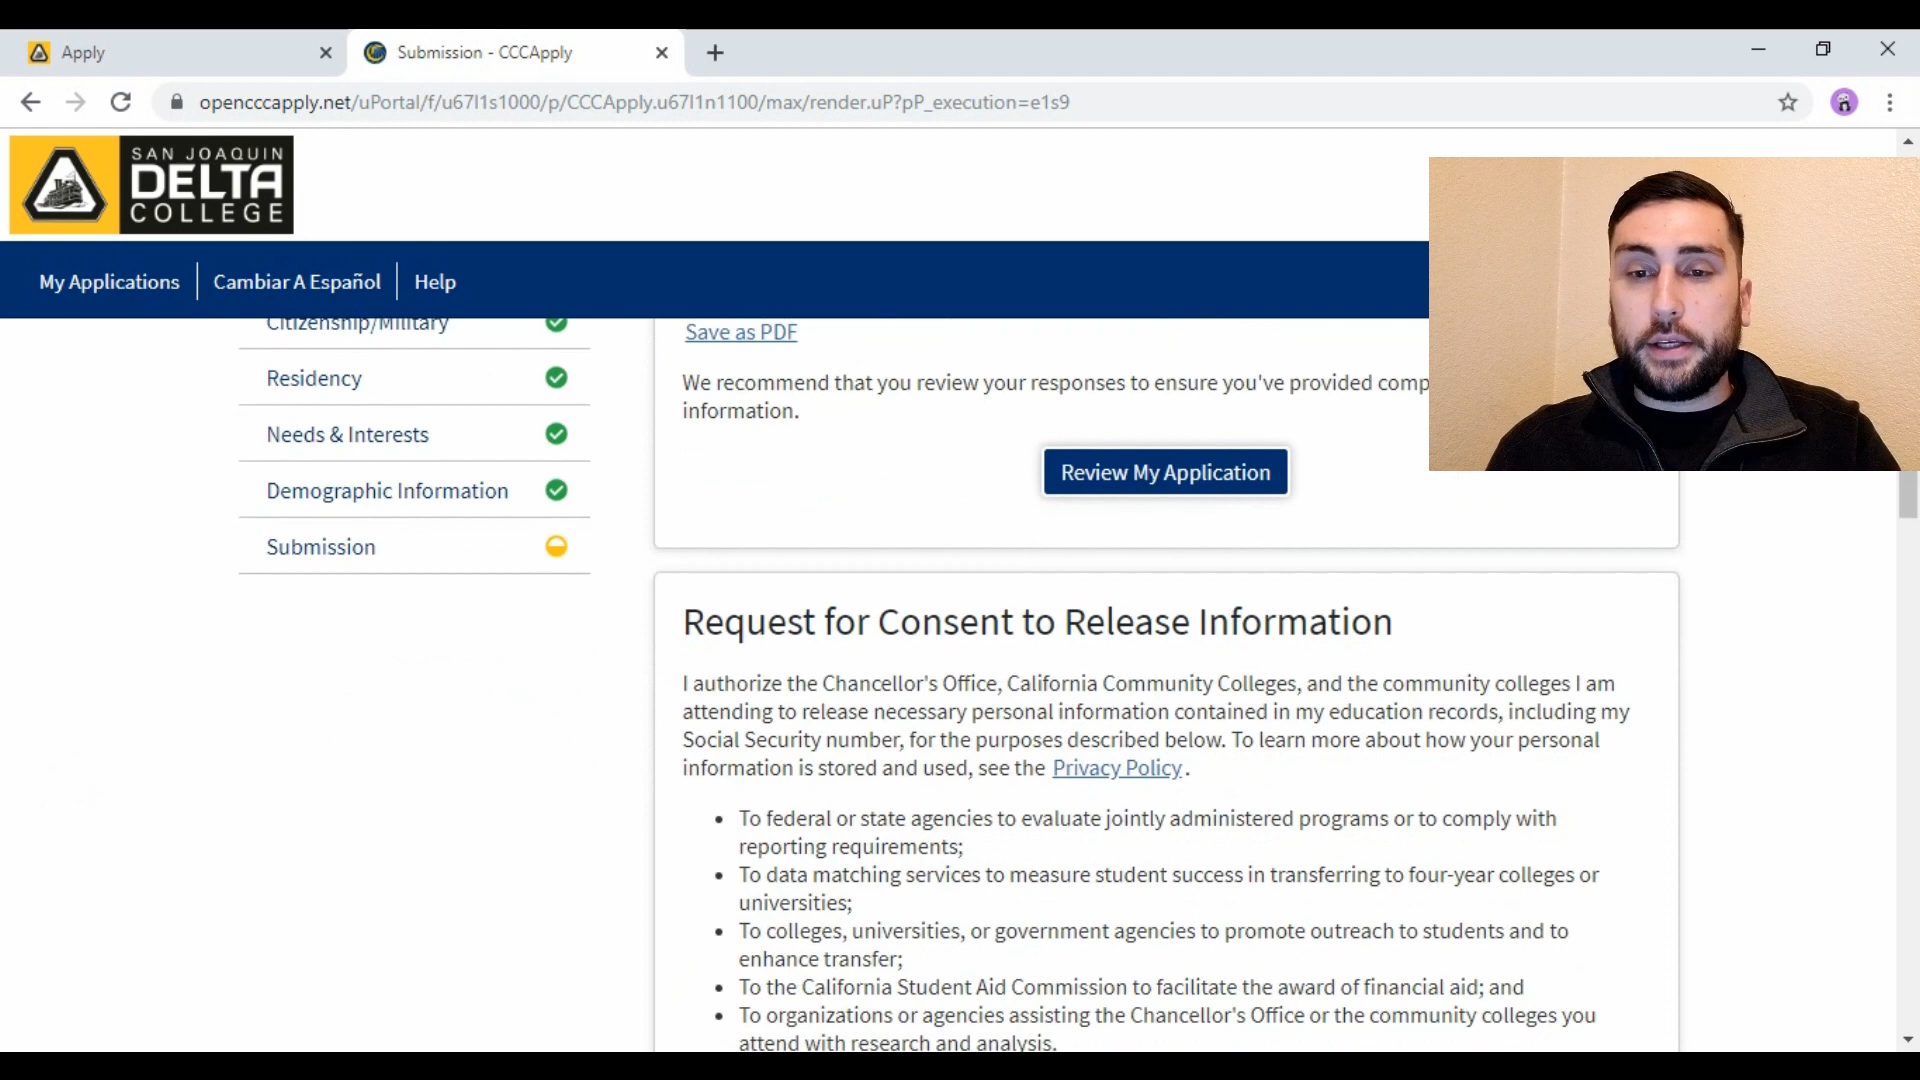 Apply
Submission - CCCApply
opencccapply.net/uPortal/f/u67l1s1000/p/CCCApply.u67l1n1100/max/render.uP?pP_execution=e1s9
SAN JOAQUIN
DELTA
COLLEGE
My Applications
Cambiar A Español
Help
Citizenship/Military
Residency
Needs & Interests
Demographic Information
Submission
Save as PDF
We recommend that you review your responses to ensure you've provided
information.
Review My Application
Request for Consent to Release Information
I authorize the Chancellor's Office, California Community Colleges, and the community colleges I am
attending to release necessary personal information contained in my education records, including my
Social Security number, for the purposes described below. To learn more about how your personal
information is stored and used, see the Privacy Policy.
• To federal or state agencies to evaluate jointly administered programs or to comply with
reporting requirements;
• To data matching services to measure student success in transferring to four-year colleges or
universities;
• To colleges, universities, or government agencies to promote outreach to students and to
enhance transfer;
• To the California Student Aid Commission to facilitate the award of financial aid; and
• To organizations or agencies assisting the Chancellor's Office or the community colleges you
attend with research and analysis.